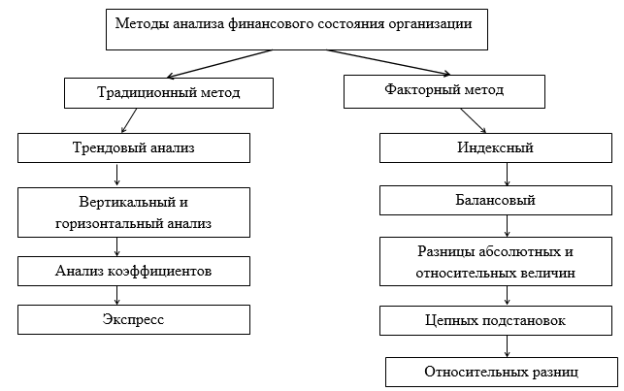 Методы анализа финансового состояния организации
Традиционный метод
Факторный метод
Трендовый анализ
Вертикальный и
горизонтальный анализ
Анализ коэффициентов
Экспресс
Индексный
Балансовый
Разницы абсолютных и
относительных величин
Цепных подстановок
Относительных разниц